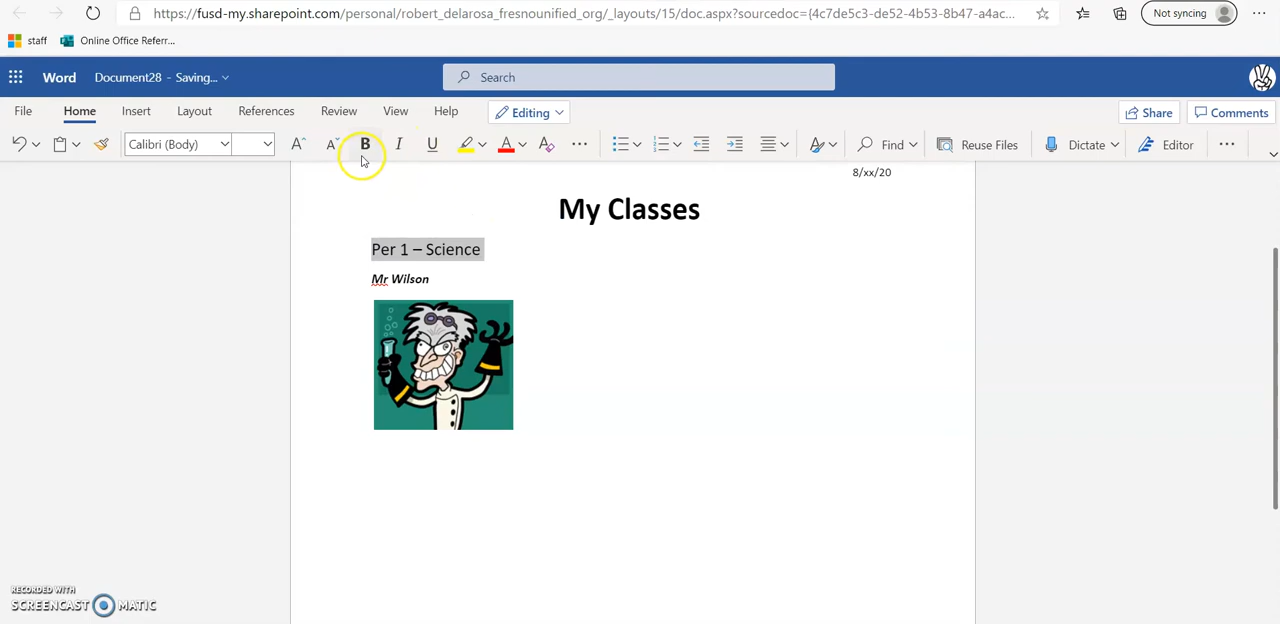 https://fusd-my.sharepoint.com/personal/robert_delarosa_fresnounified_org/_layouts/15/doc.aspx?sourcedoc={4c7de5c3-de52-4b53-8b47-a4ac...
Not syncing
staff
Online Office Referr...
Word
Document28 - Saving...
Search
File
Home
Insert
Layout
References
Review
View
Help
Editing
Share
Comments
Calibri (Body)
A
A
B
I
U
A
A
Find
Reuse Files
Dictate
Editor
8/xx/20
My Classes
Per 1 – Science
Mr Wilson
RECORDED WITH
SCREENCAST MATIC